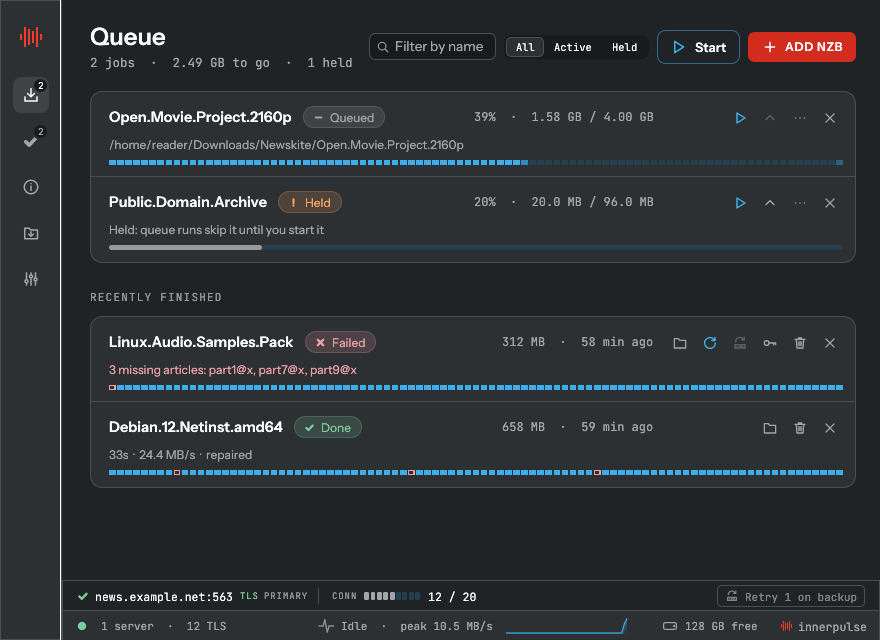 Queue
2 jobs · 2.49 GB to go · 1 held
Filter by name
All Active Held
Start
ADD NZB
2
2
Open.Movie.Project.2160p Queued 39% · 1.58 GB / 4.00 GB
/home/reader/Downloads/Newskite/Open.Movie.Project.2160p
Public.Domain.Archive Held 20% · 20.0 MB / 96.0 MB
Held: queue runs skip it until you start it
RECENTLY FINISHED
Linux.Audio.Samples.Pack Failed 312 MB · 58 min ago
3 missing articles: part1@x, part7@x, part9@x
Debian.12.Netinst.amd64 Done 658 MB · 59 min ago
33s · 24.4 MB/s · repaired
news.example.net:563 TLS PRIMARY CONN 12 / 20 Retry 1 on backup
1 server · 12 TLS Idle · peak 10.5 MB/s 128 GB free innerpulse